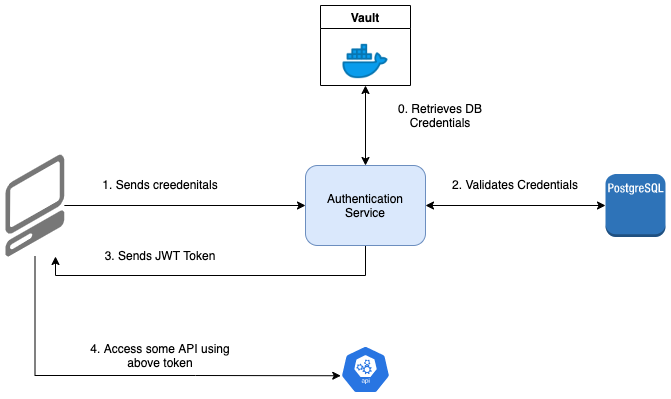 Vault
0. Retrieves DB
Credentials
1. Sends creedenitals
Authentication
Service
2. Validates Credentials
PostgreSQL
3. Sends JWT Token
4. Access some API using
above token
api